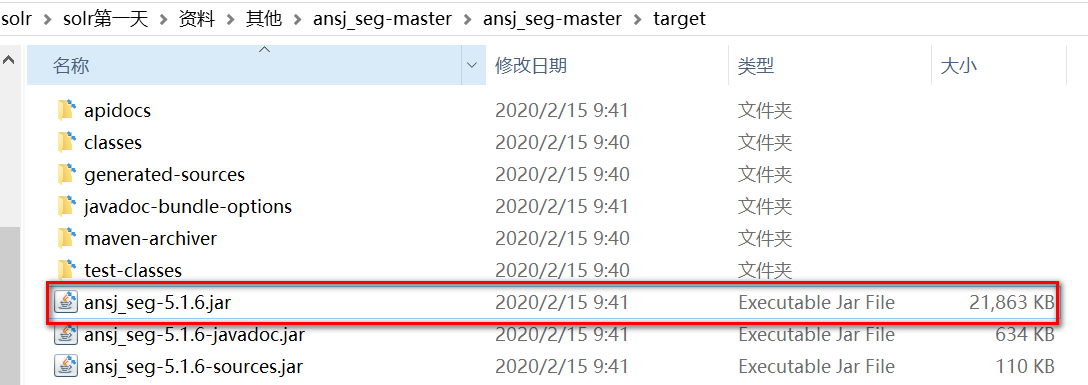 solr > solr第一天 > 资料 > 其他 > ansj_seg-master > ansj_seg-master > target
名称 修改日期 类型 大小
apidocs 2020/2/15 9:41 文件夹
classes 2020/2/15 9:40 文件夹
generated-sources 2020/2/15 9:40 文件夹
javadoc-bundle-options 2020/2/15 9:41 文件夹
maven-archiver 2020/2/15 9:40 文件夹
test-classes 2020/2/15 9:40 文件夹
ansj_seg-5.1.6.jar 2020/2/15 9:41 Executable Jar File 21,863 KB
ansj_seg-5.1.6-javadoc.jar 2020/2/15 9:41 Executable Jar File 634 KB
ansj_seg-5.1.6-sources.jar 2020/2/15 9:41 Executable Jar File 110 KB